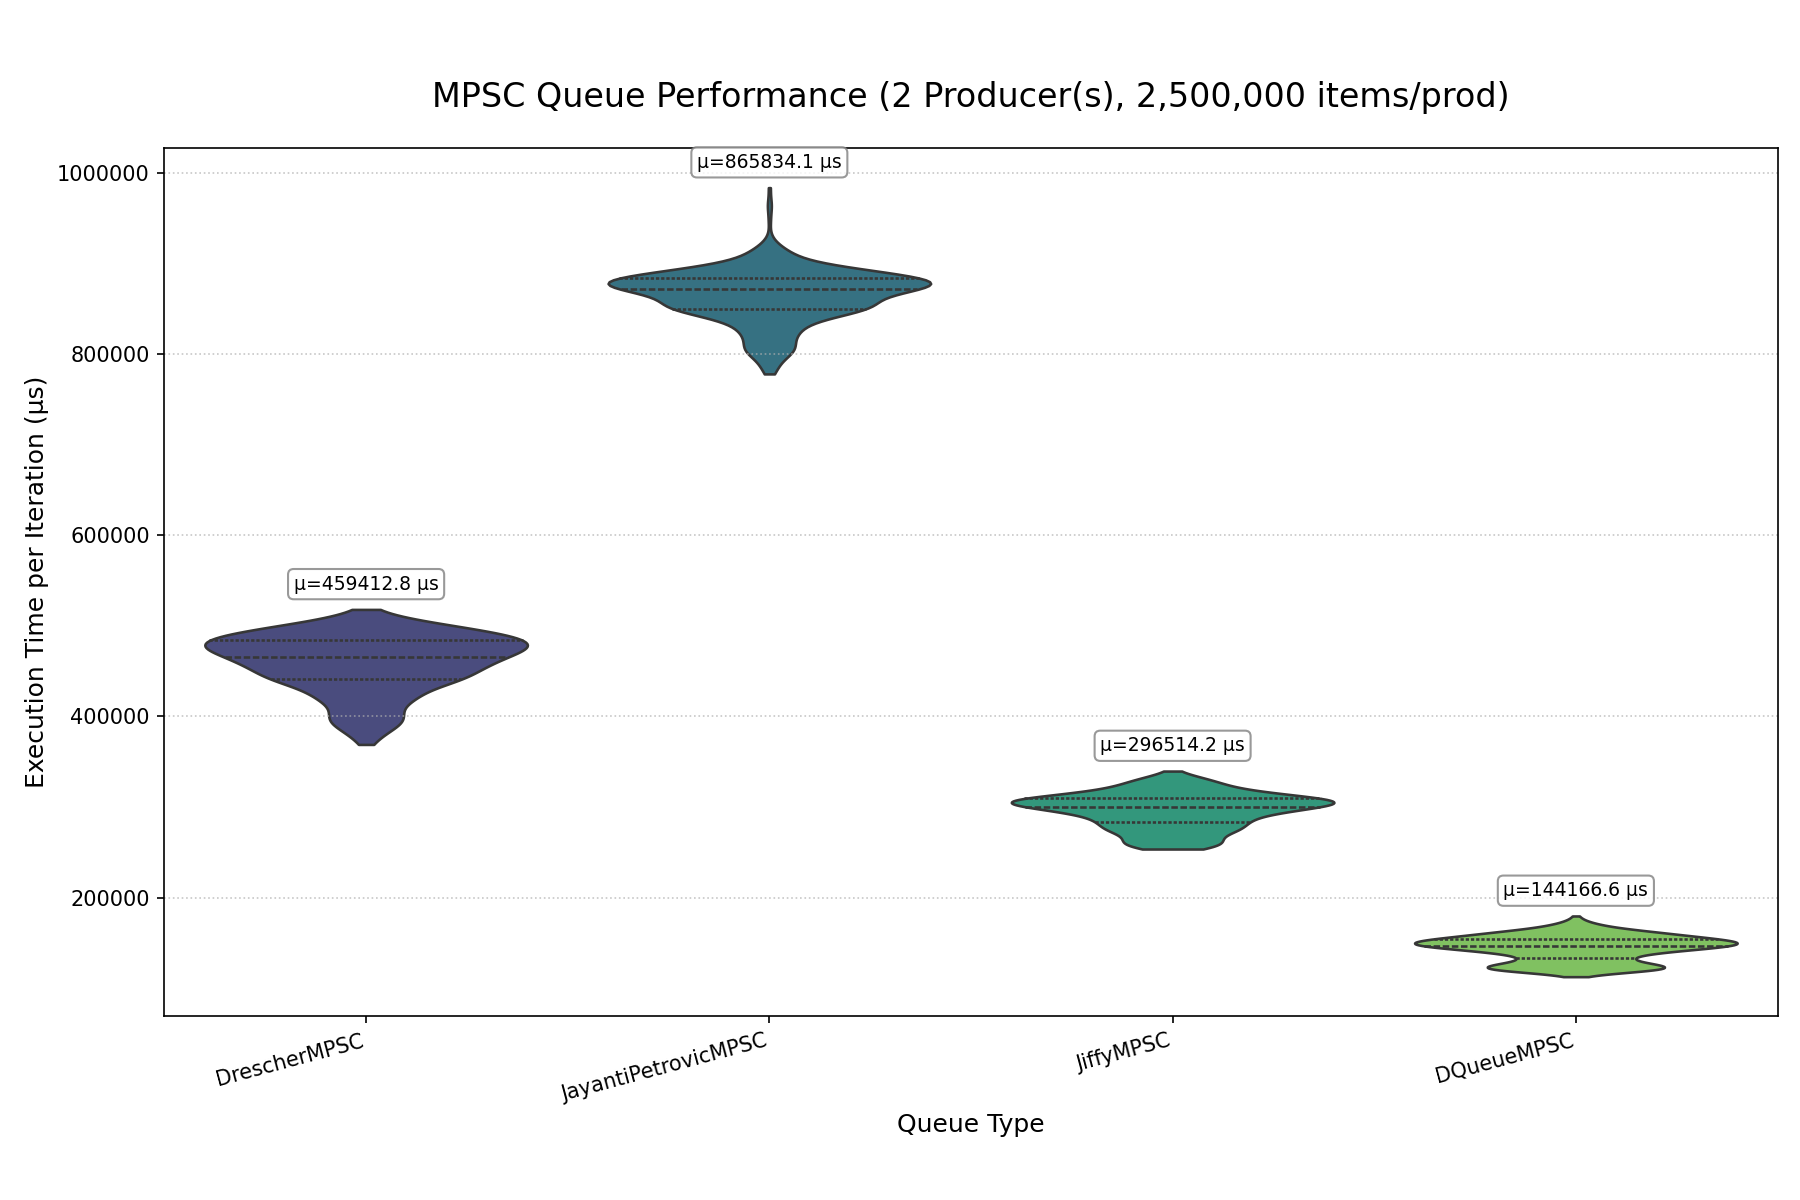 MPSC Queue Performance (2 Producer(s), 2,500,000 items/prod)
Execution Time per Iteration (μs)
1000000
800000
600000
400000
200000
μ=459412.8 μs
μ=865834.1 μs
μ=296514.2 μs
μ=144166.6 μs
DrescherMPSC
JayantiPetrovicMPSC
JiffyMPSC
DQueueMPSC
Queue Type